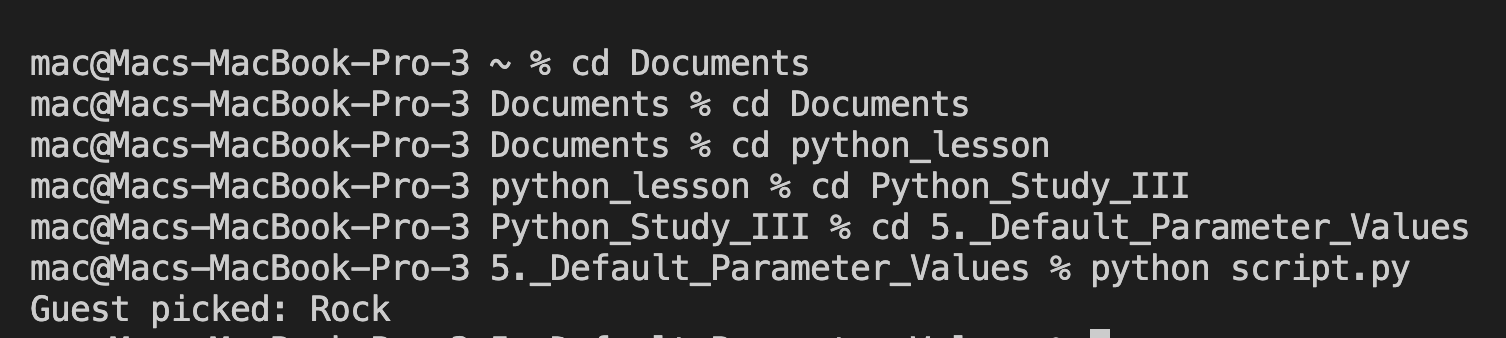 mac@Macs-MacBook-Pro-3 ~ % cd Documents
mac@Macs-MacBook-Pro-3 Documents % cd Documents
mac@Macs-MacBook-Pro-3 Documents % cd python_lesson
mac@Macs-MacBook-Pro-3 python_lesson % cd Python_Study_III
mac@Macs-MacBook-Pro-3 Python_Study_III % cd 5._Default_Parameter_Values
mac@Macs-MacBook-Pro-3 5._Default_Parameter_Values % python script.py
Guest picked: Rock